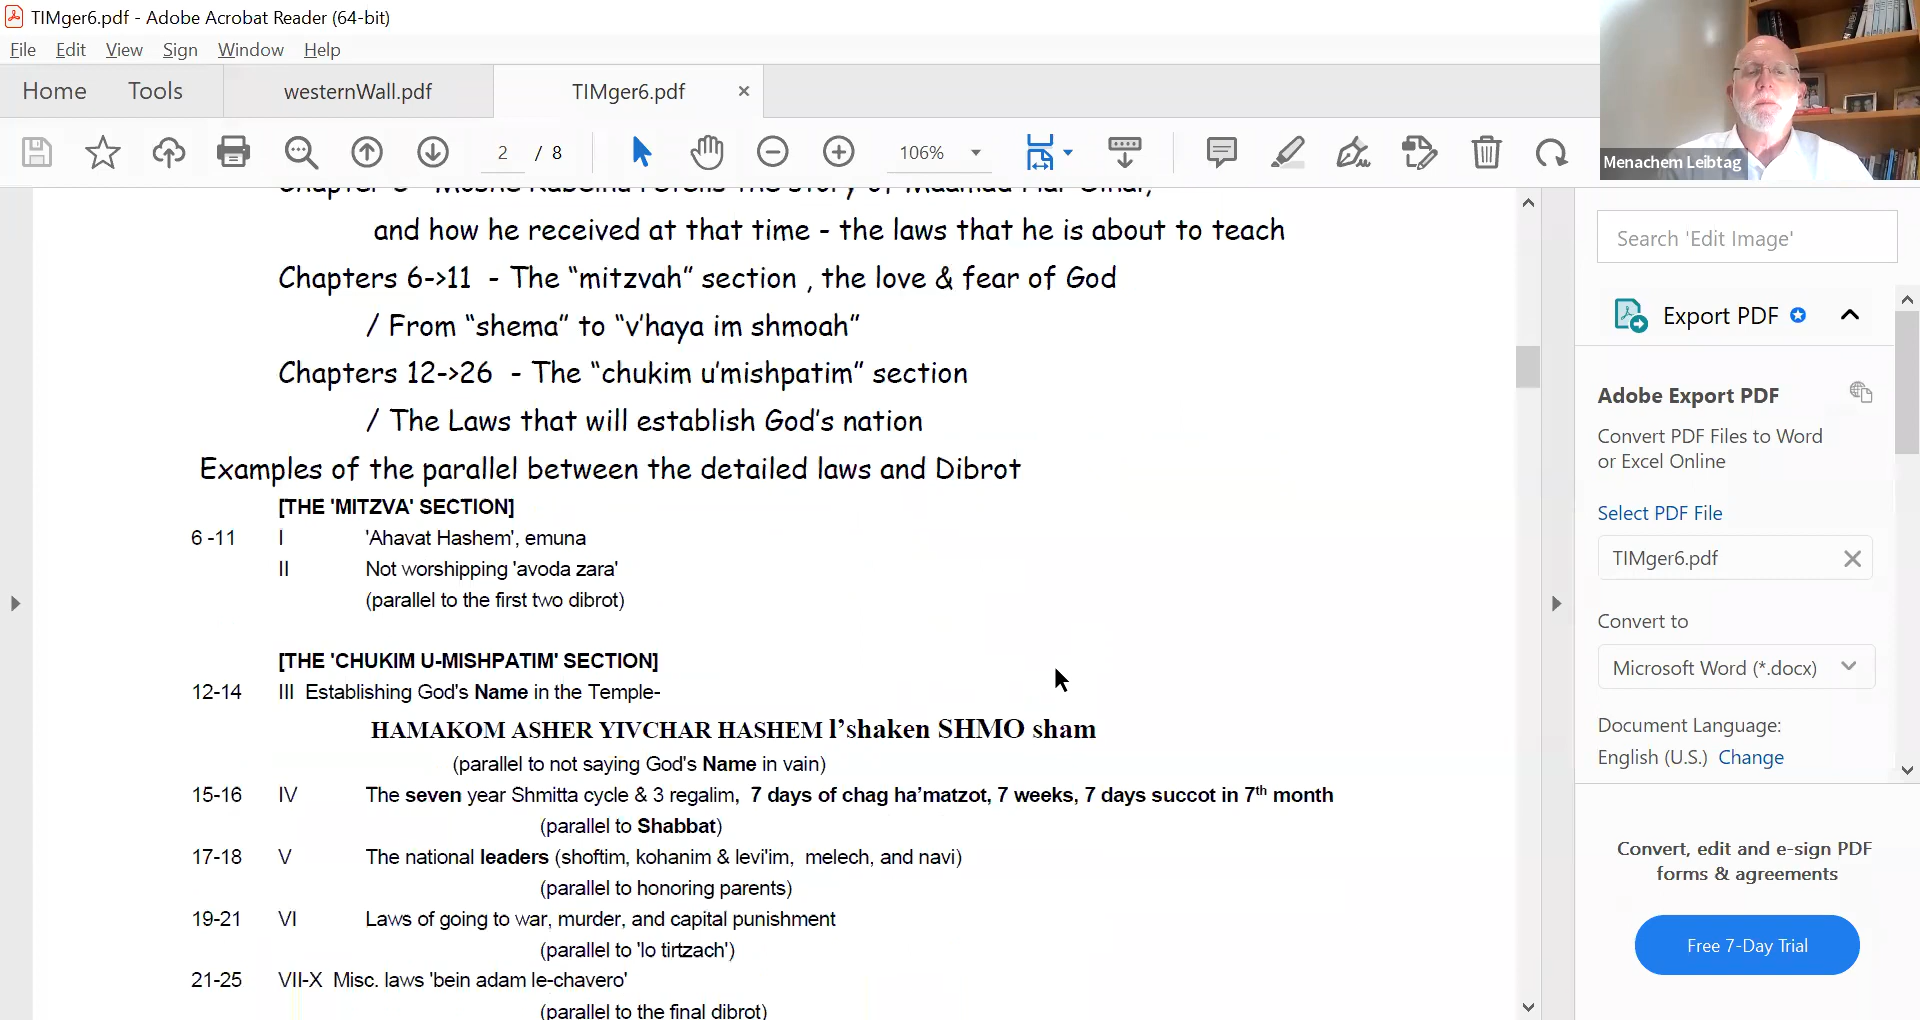 TIMger6.pdf - Adobe Acrobat Reader (64-bit)
File Edit View Sign Window Help
Home Tools westernWall.pdf TIMger6.pdf ×
2 / 8 106%
Menachem Leibtag
and how he received at that time - the laws that he is about to teach
Chapters 6->11 - The “mitzvah” section , the love & fear of God
/ From “shema” to “v’haya im shmoah”
Chapters 12->26 - The “chukim u’mishpatim” section
/ The Laws that will establish God’s nation
Examples of the parallel between the detailed laws and Dibrot
[THE 'MITZVA' SECTION]
6 -11 I 'Ahavat Hashem', emuna
II Not worshipping 'avoda zara'
(parallel to the first two dibrot)
[THE 'CHUKIM U-MISHPATIM' SECTION]
12-14 III Establishing God's Name in the Temple-
HAMAKOM ASHER YIVCHAR HASHEM l’shaken SHMO sham
(parallel to not saying God's Name in vain)
15-16 IV The seven year Shmitta cycle & 3 regalim, 7 days of chag ha’matzot, 7 weeks, 7 days succot in 7th month
(parallel to Shabbat)
17-18 V The national leaders (shoftim, kohanim & levi'im, melech, and navi)
(parallel to honoring parents)
19-21 VI Laws of going to war, murder, and capital punishment
(parallel to 'lo tirtzach')
21-25 VII-X Misc. laws 'bein adam le-chavero'
(parallel to the final dibrot)
Search 'Edit Image'
Export PDF
Adobe Export PDF
Convert PDF Files to Word
or Excel Online
Select PDF File
TIMger6.pdf
Convert to
Microsoft Word (*.docx)
Document Language:
English (U.S.) Change
Convert, edit and e-sign PDF
forms & agreements
Free 7-Day Trial